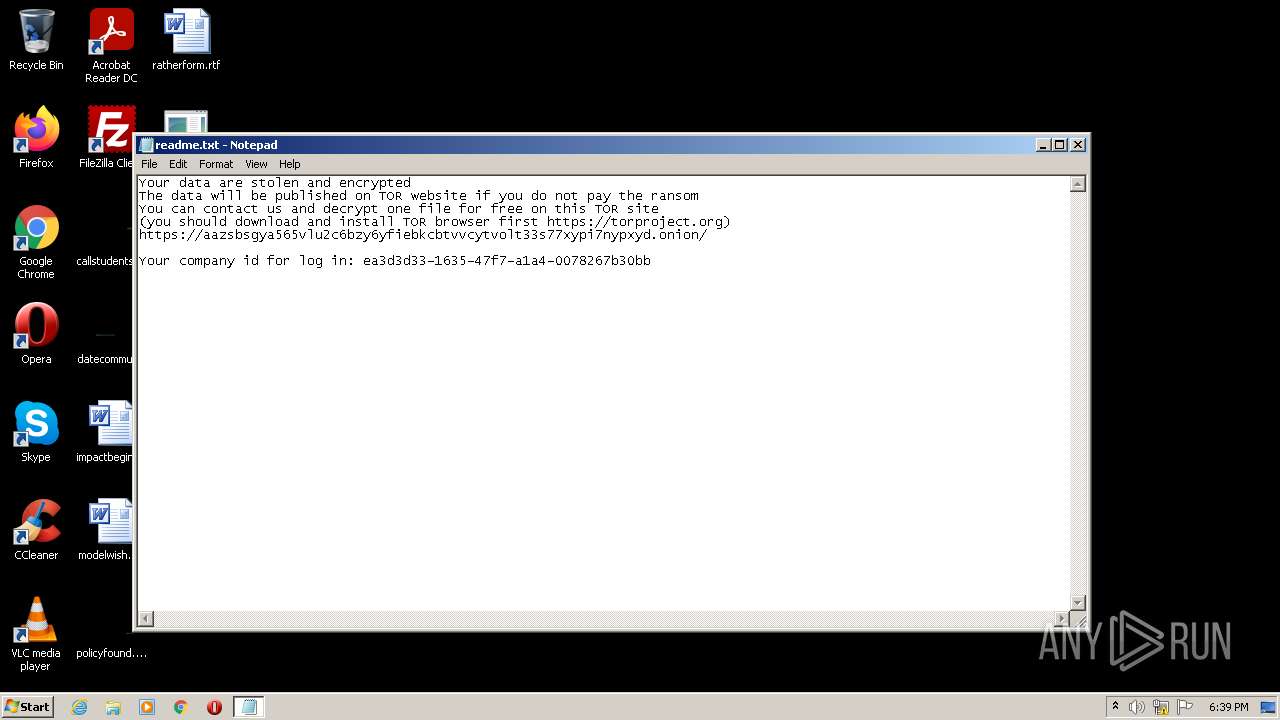 Recycle Bin
Acrobat
Reader DC
ratherform.rtf
Firefox
FileZilla Clie
Google
Chrome
callstudents
Opera
datecommu
Skype
impactbegin
CCleaner
modelwish.
VLC media
player
policyfound....
readme.txt - Notepad
File Edit Format View Help
Your data are stolen and encrypted
The data will be published on TOR website if you do not pay the ransom
You can contact us and decrypt one file for free on this TOR site
(you should download and install TOR browser first https://torproject.org)
https://aazsbsgya565vlu2c6bzy6yfiebkcbtvvcytvolt33s77xypi7nypxyd.onion/
Your company id for log in: ea3d3d33-1635-47f7-a1a4-0078267b30bb
ANY RUN
Start
6:39 PM